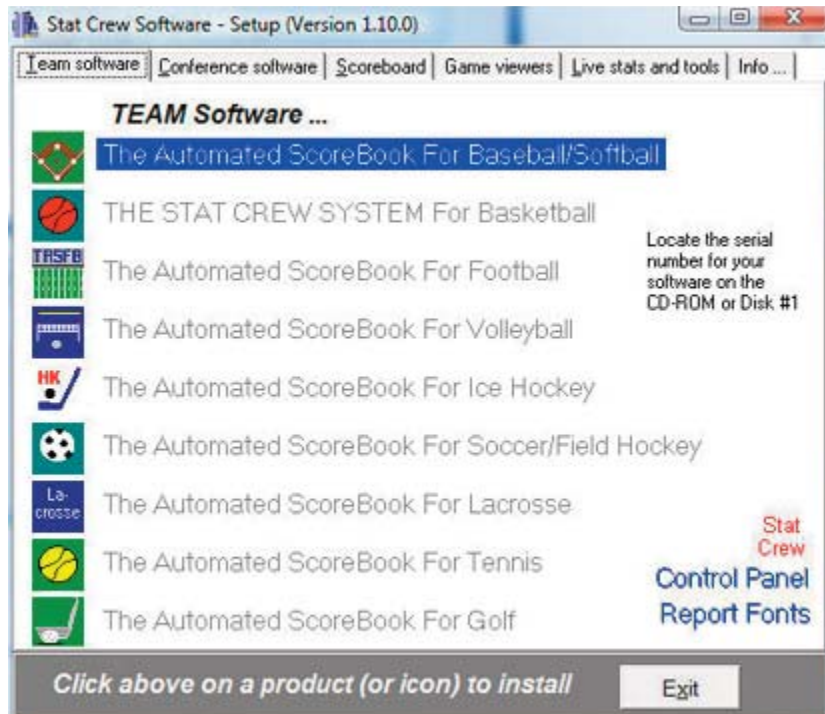 Stat Crew Software - Setup (Version 1.10.0)
Team software
Conference software
Scoreboard
Game viewers
Live stats and tools
Info ...
TEAM Software ...
The Automated ScoreBook For Baseball/Softball
THE STAT CREW SYSTEM For Basketball
TASFB
The Automated ScoreBook For Football
The Automated ScoreBook For Volleyball
HK
The Automated ScoreBook For Ice Hockey
The Automated ScoreBook For Soccer/Field Hockey
La-
crosse
The Automated ScoreBook For Lacrosse
The Automated ScoreBook For Tennis
The Automated ScoreBook For Golf
Locate the serial
number for your
software on the
CD-ROM or Disk #1
Stat
Crew
Control Panel
Report Fonts
Click above on a product (or icon) to install
Exit